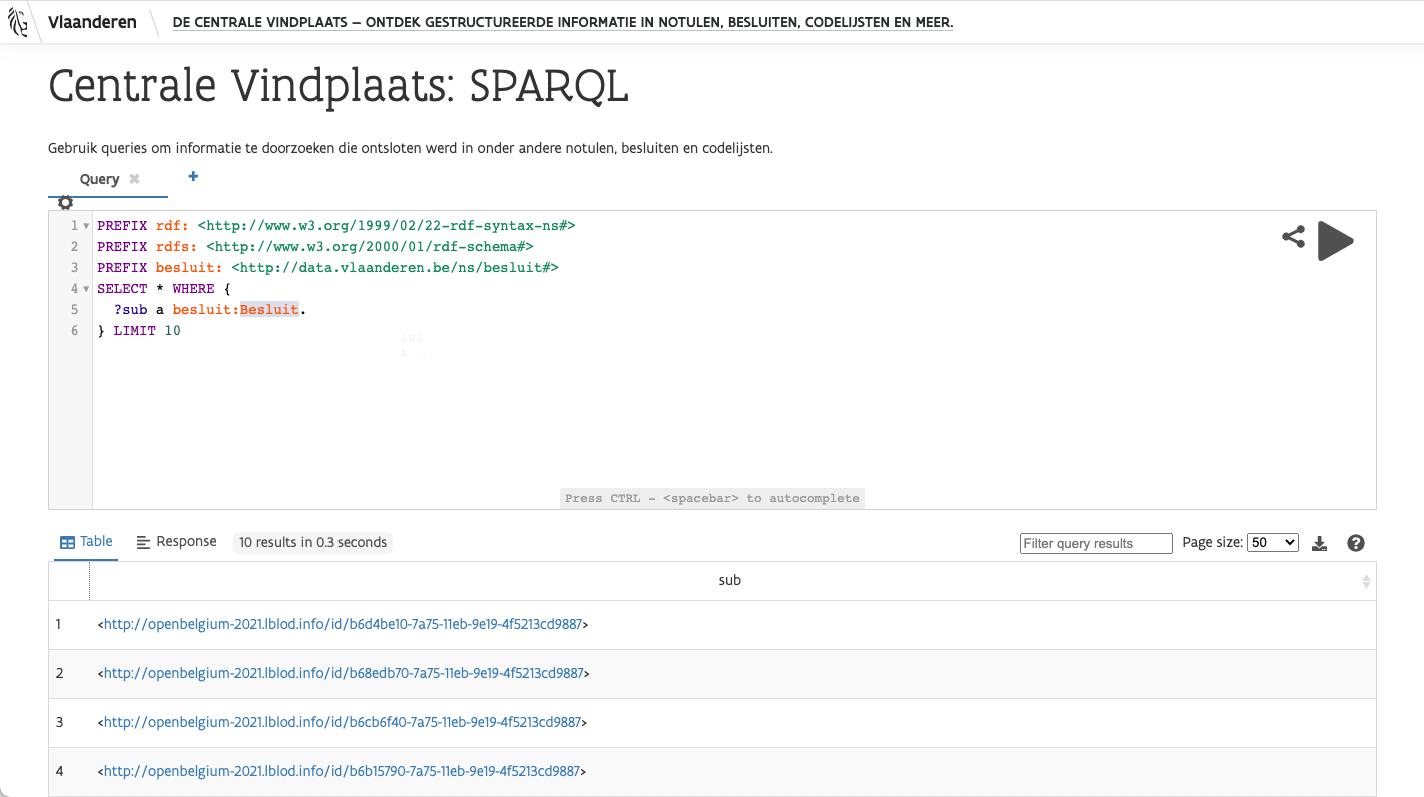 Vlaanderen
DE CENTRALE VINDPLAATS – ONTDEK GESTRUCTUREERDE INFORMATIE IN NOTULEN, BESLUITEN, CODELIJSTEN EN MEER.
Centrale Vindplaats: SPARQL
Gebruik queries om informatie te doorzoeken die ontsloten werd in onder andere notulen, besluiten en codelijsten.
Query ✖ +
1 PREFIX rdf: <http://www.w3.org/1999/02/22-rdf-syntax-ns#>
2 PREFIX rdfs: <http://www.w3.org/2000/01/rdf-schema#>
3 PREFIX besluit: <http://data.vlaanderen.be/ns/besluit#>
4 SELECT * WHERE {
5 ?sub a besluit:Besluit.
6 } LIMIT 10
lui
t .
Press CTRL - <spacebar> to autocomplete
Table Response 10 results in 0.3 seconds Filter query results Page size: 50 ?
sub
1 <http://openbelgium-2021.lblod.info/id/b6d4be10-7a75-11eb-9e19-4f5213cd9887>
2 <http://openbelgium-2021.lblod.info/id/b68edb70-7a75-11eb-9e19-4f5213cd9887>
3 <http://openbelgium-2021.lblod.info/id/b6cb6f40-7a75-11eb-9e19-4f5213cd9887>
4 <http://openbelgium-2021.lblod.info/id/b6b15790-7a75-11eb-9e19-4f5213cd9887>